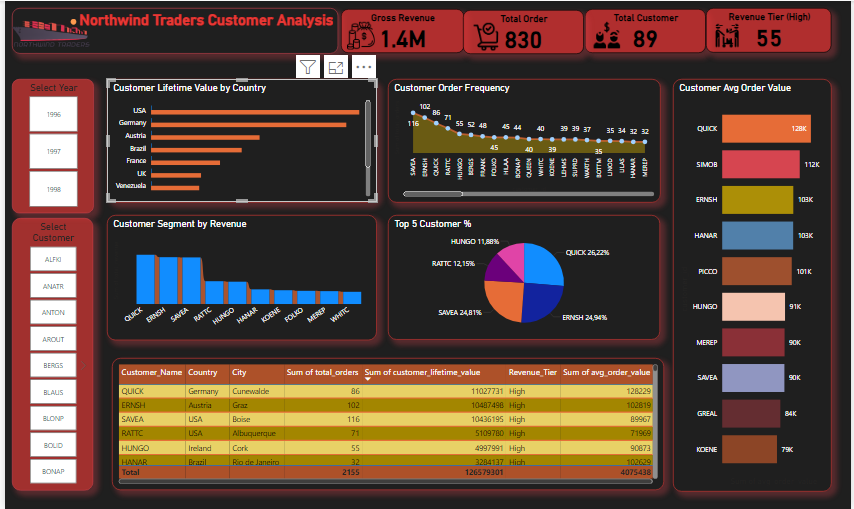 Northwind Traders Customer Analysis
Gross Revenue
1.4M
Total Order
830
Total Customer
89
Revenue Tier (High)
55
Select Year
1996
1997
1998
Select Customer
ALFKI
ANATR
ANTON
AROUT
BERGS
BLAUS
BLONP
BOLID
BONAP
Customer Lifetime Value by Country
USA
Germany
Austria
Brazil
France
UK
Venezuela
Customer Order Frequency
116 102 86 71 55 52 48 45 45 44 40 40 39 39 39 37 35 35 34 32 32
SAVEA ERNSH QUICK RATTC HUNGO BERGS FRANK FOLKO HILAA BONAP QUEEN WHITC KOENE LEHMS SUPRD WARTH BOTTM LINOD LILAS HANAR MEREP
Customer Segment by Revenue
QUICK ERNSH SAVEA RATTC HUNGO HANAR KOENE FOLKO MEREP WHITC
Top 5 Customer %
HUNGO 11,88%
QUICK 26,22%
RATTC 12,15%
SAVEA 24,81%
ERNSH 24,94%
Customer_Name Country City Sum of total_orders Sum of customer_lifetime_value Revenue_Tier Sum of avg_order_value
QUICK Germany Cunewalde 86 11027731 High 128229
ERNSH Austria Graz 102 10487498 High 102819
SAVEA USA Boise 116 10436195 High 89967
RATTC USA Albuquerque 71 5109780 High 71969
HUNGO Ireland Cork 55 4997991 High 90873
HANAR Brazil Rio de Janeiro 32 3284137 High 102629
Total 2155 126579301 4075438
Customer Avg Order Value
QUICK 128K
SIMOB 112K
ERNSH 103K
HANAR 103K
PICCO 101K
HUNGO 91K
MEREP 90K
SAVEA 90K
GREAL 84K
KOENE 79K